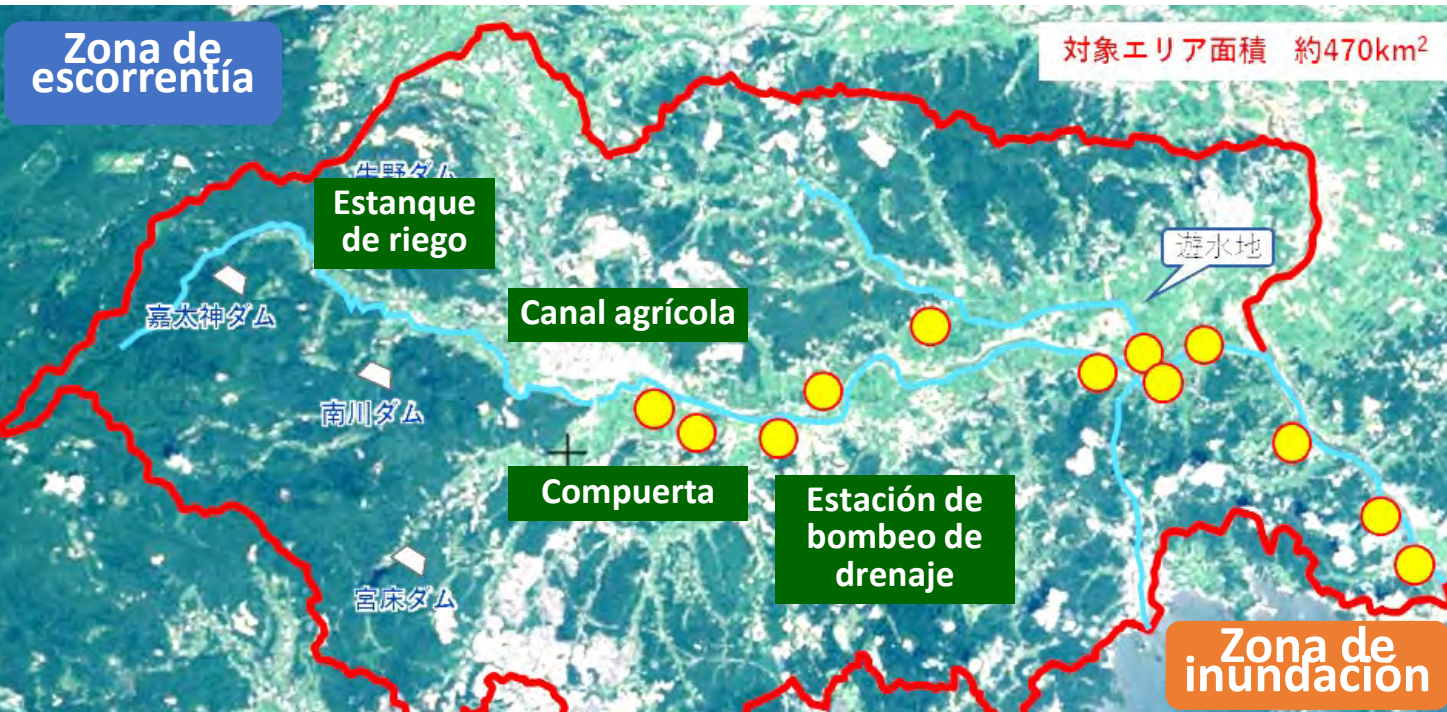 Zona de
escorrentía
対象エリア面積 約470km²
牛野ダム
Estanque
de riego
遊水地
嘉太神ダム
Canal agrícola
南川ダム
Compuerta
Estación de
bombeo de
drenaje
宮床ダム
Zona de
inundación